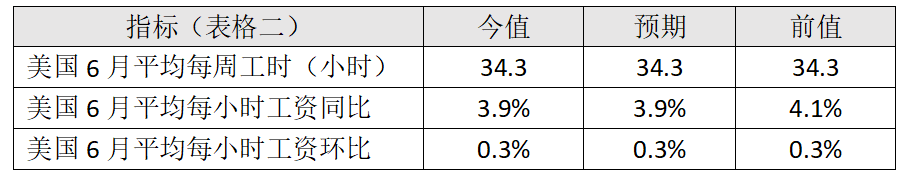 指标（表格二） 今值 预期 前值
美国 6 月平均每周工时（小时） 34.3 34.3 34.3
美国 6 月平均每小时工资同比 3.9% 3.9% 4.1%
美国 6 月平均每小时工资环比 0.3% 0.3% 0.3%